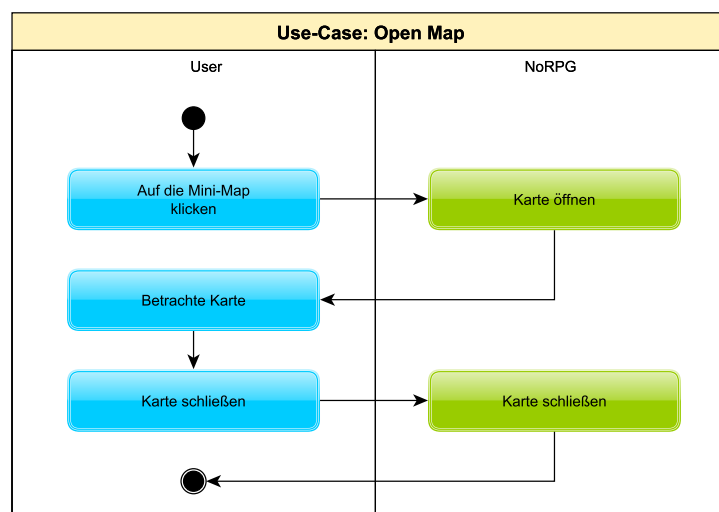 Use-Case: Open Map
User
NoRPG
Auf die Mini-Map
klicken
Karte öffnen
Betrachte Karte
Karte schließen
Karte schließen